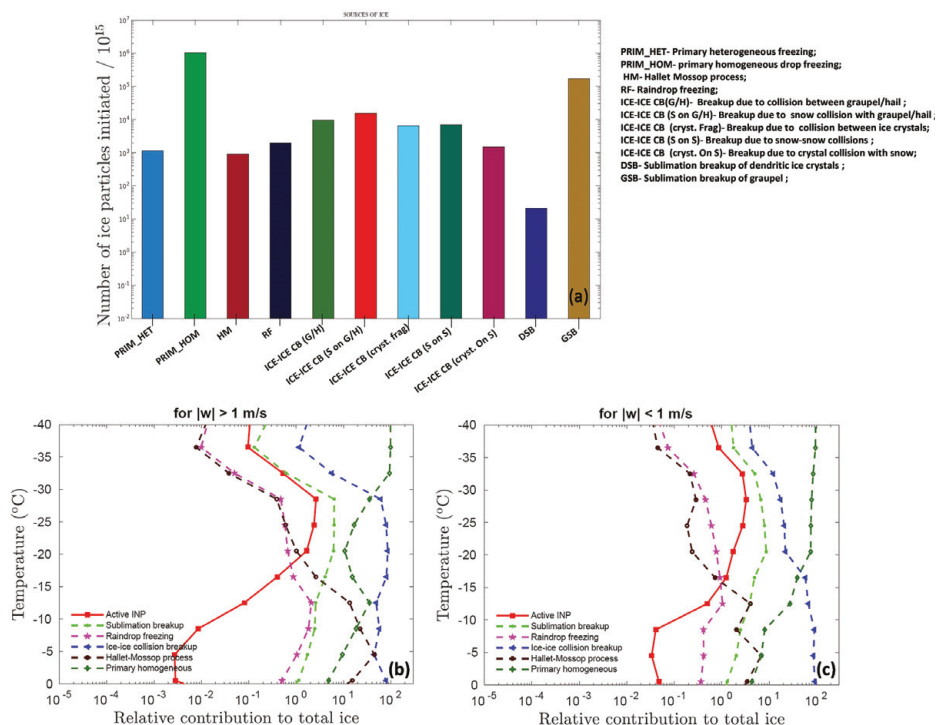 SOURCES OF ICE
Number of ice particles initiated / 10^15
10^7
10^6
10^5
10^4
10^3
10^2
10^1
10^0
10^-1
10^-2
(a)
PRIM_HET
PRIM_HOM
HM
RF
ICE-ICE CB (G/H)
ICE-ICE CB (S on G/H)
ICE-ICE CB (cryst. frag)
ICE-ICE CB (S on S)
ICE-ICE CB (cryst. On S)
DSB
GSB
PRIM_HET- Primary heterogeneous freezing;
PRIM_HOM- primary homogeneous drop freezing;
HM- Hallet Mossop process;
RF- Raindrop freezing;
ICE-ICE CB(G/H)- Breakup due to collision between graupel/hail ;
ICE-ICE CB (S on G/H)- Breakup due to snow collision with graupel/hail ;
ICE-ICE CB (cryst. Frag)- Breakup due to collision between ice crystals;
ICE-ICE CB (S on S)- Breakup due to snow-snow collisions ;
ICE-ICE CB (cryst. On S)- Breakup due to crystal collision with snow;
DSB- Sublimation breakup of dendritic ice crystals ;
GSB- Sublimation breakup of graupel ;
for |w| > 1 m/s
Temperature (°C)
-40
-35
-30
-25
-20
-15
-10
-5
0
Active INP
Sublimation breakup
Raindrop freezing
Ice-ice collision breakup
Hallet-Mossop process
Primary homogeneous
(b)
10^-5 10^-4 10^-3 10^-2 10^-1 10^0 10^1 10^2
Relative contribution to total ice
for |w| < 1 m/s
Temperature (°C)
-40
-35
-30
-25
-20
-15
-10
-5
0
Active INP
Sublimation breakup
Raindrop freezing
Ice-ice collision breakup
Hallet-Mossop process
Primary homogeneous
(c)
10^-5 10^-4 10^-3 10^-2 10^-1 10^0 10^1 10^2
Relative contribution to total ice